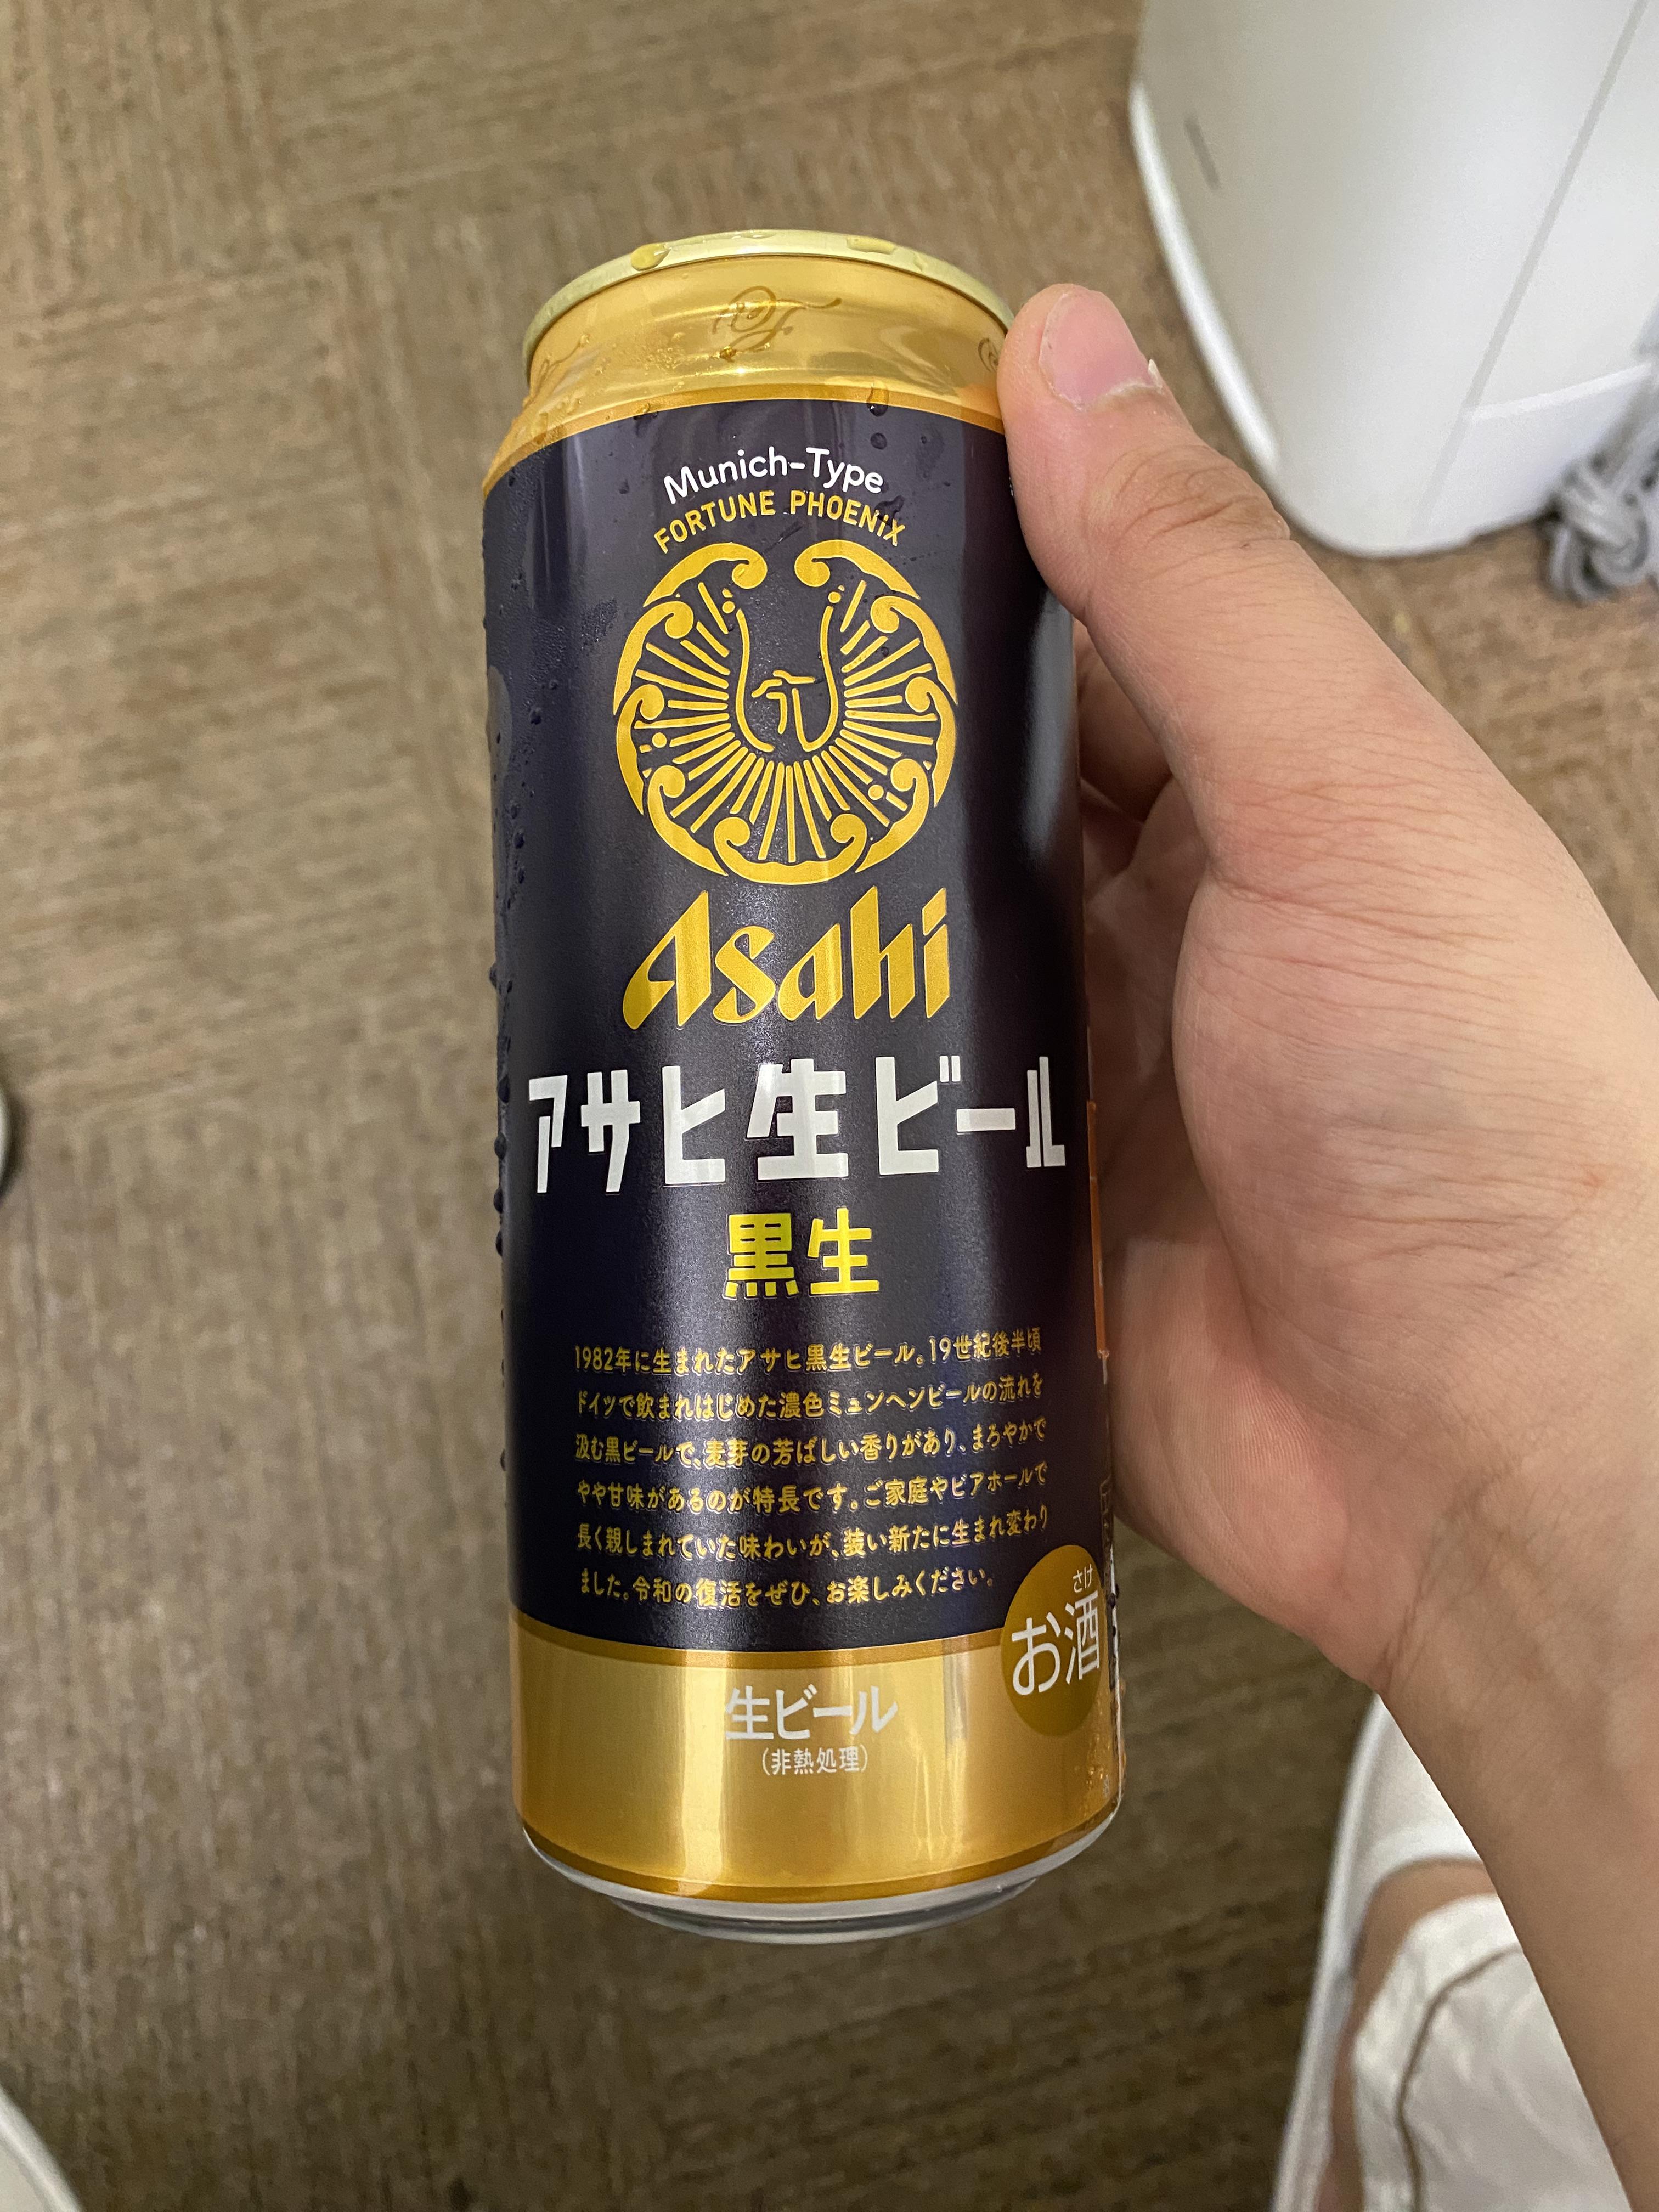 Munich-Type
FORTUNE PHOENiX
Asahi
アサヒ生ビール
黒生
1982年に生まれたアサヒ黒生ビール。19世紀後半頃
ドイツで飲まれはじめた濃色ミュンヘンビールの流れを
汲む黒ビールで、麦芽の芳ばしい香りがあり、まろやかで
やや甘味があるのが特長です。ご家庭やビアホールで
長く親しまれていた味わいが、装い新たに生まれ変わり
ました。令和の復活をぜひ、お楽しみください。
さけ
お酒
生ビール
(非熱処理)